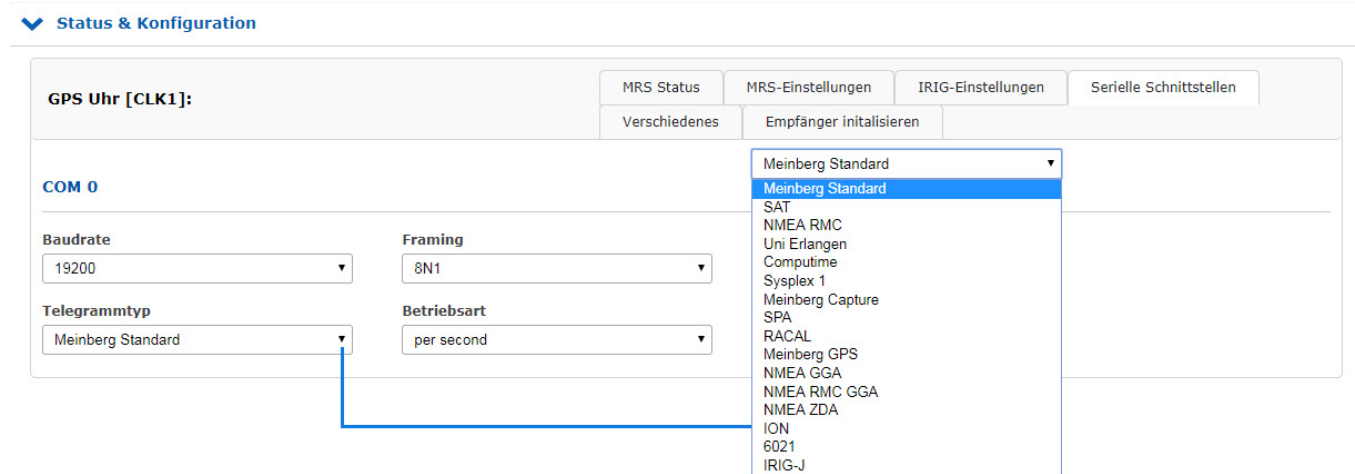 Status & Konfiguration
GPS Uhr [CLK1]:
MRS Status
MRS-Einstellungen
IRIG-Einstellungen
Serielle Schnittstellen
Verschiedenes
Empfänger initalisieren
COM 0
Baudrate
19200
Framing
8N1
Telegrammtyp
Meinberg Standard
Betriebsart
per second
Meinberg Standard
Meinberg Standard
SAT
NMEA RMC
Uni Erlangen
Computime
Sysplex 1
Meinberg Capture
SPA
RACAL
Meinberg GPS
NMEA GGA
NMEA RMC GGA
NMEA ZDA
ION
6021
IRIG-J